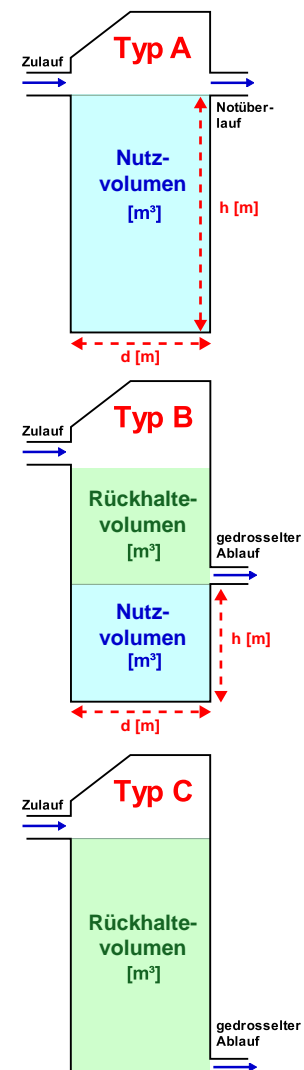 Typ A
Zulauf
Notüber-
lauf
Nutz-
volumen
[m³]
h [m]
d [m]
Typ B
Zulauf
Rückhalte-
volumen
[m³]
gedrosselter
Ablauf
Nutz-
volumen
[m³]
h [m]
d [m]
Typ C
Zulauf
Rückhalte-
volumen
[m³]
gedrosselter
Ablauf